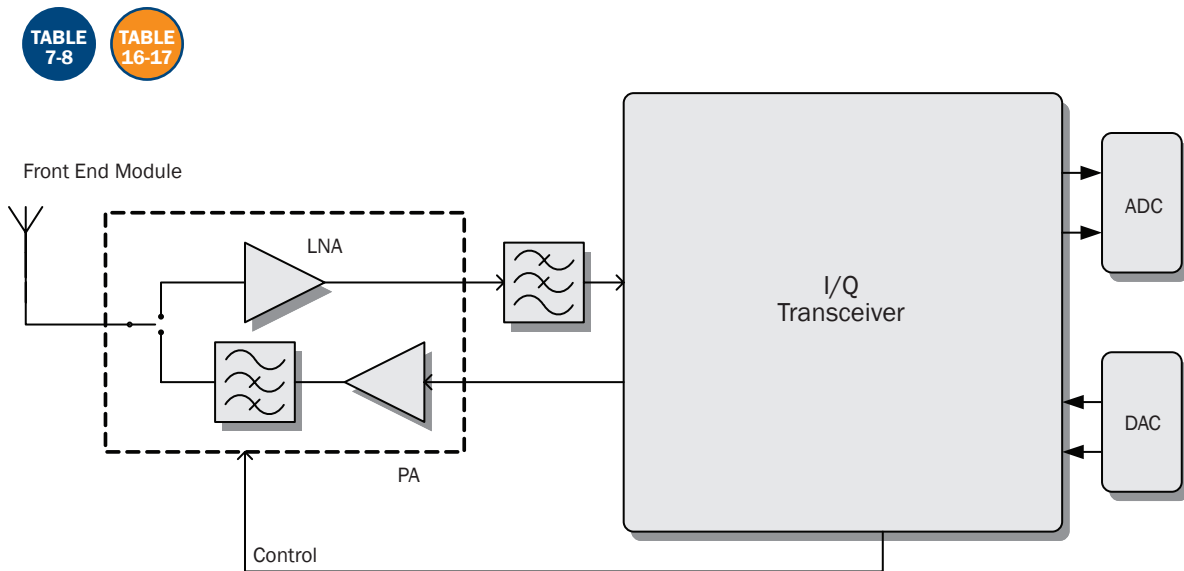 TABLE
7-8
TABLE
16-17
Front End Module
LNA
ADC
I/Q
Transceiver
DAC
PA
Control